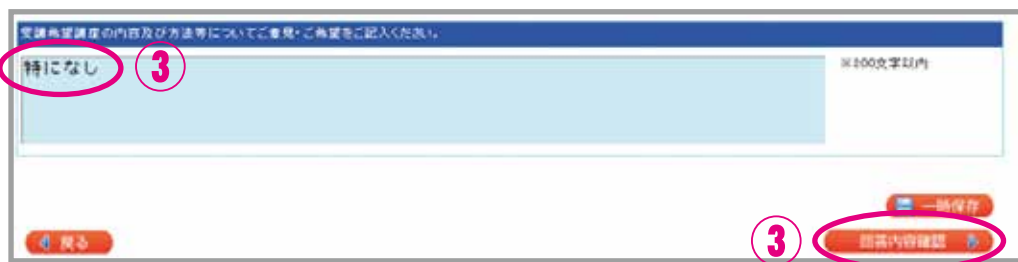 受講希望講座の内容及び方法等についてご意見・ご希望をご記入ください。
特になし
③
※200文字以内
一時保存
戻る
③
回答内容確認